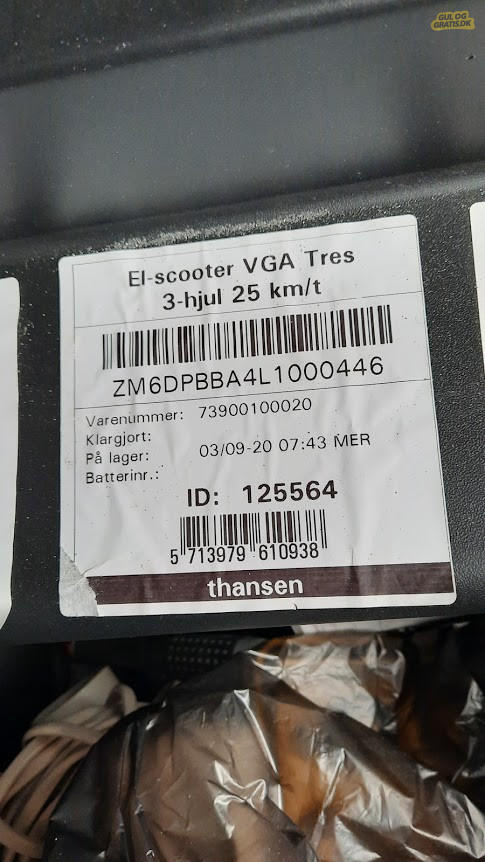 GUL OG
GRATIS.DK
El-scooter VGA Tres
3-hjul 25 km/t
ZM6DPBBA4L1000446
Varenummer: 73900100020
Klargjort:
På lager: 03/09-20 07:43 MER
Batterinr.:
ID: 125564
5 713979 610938
thansen